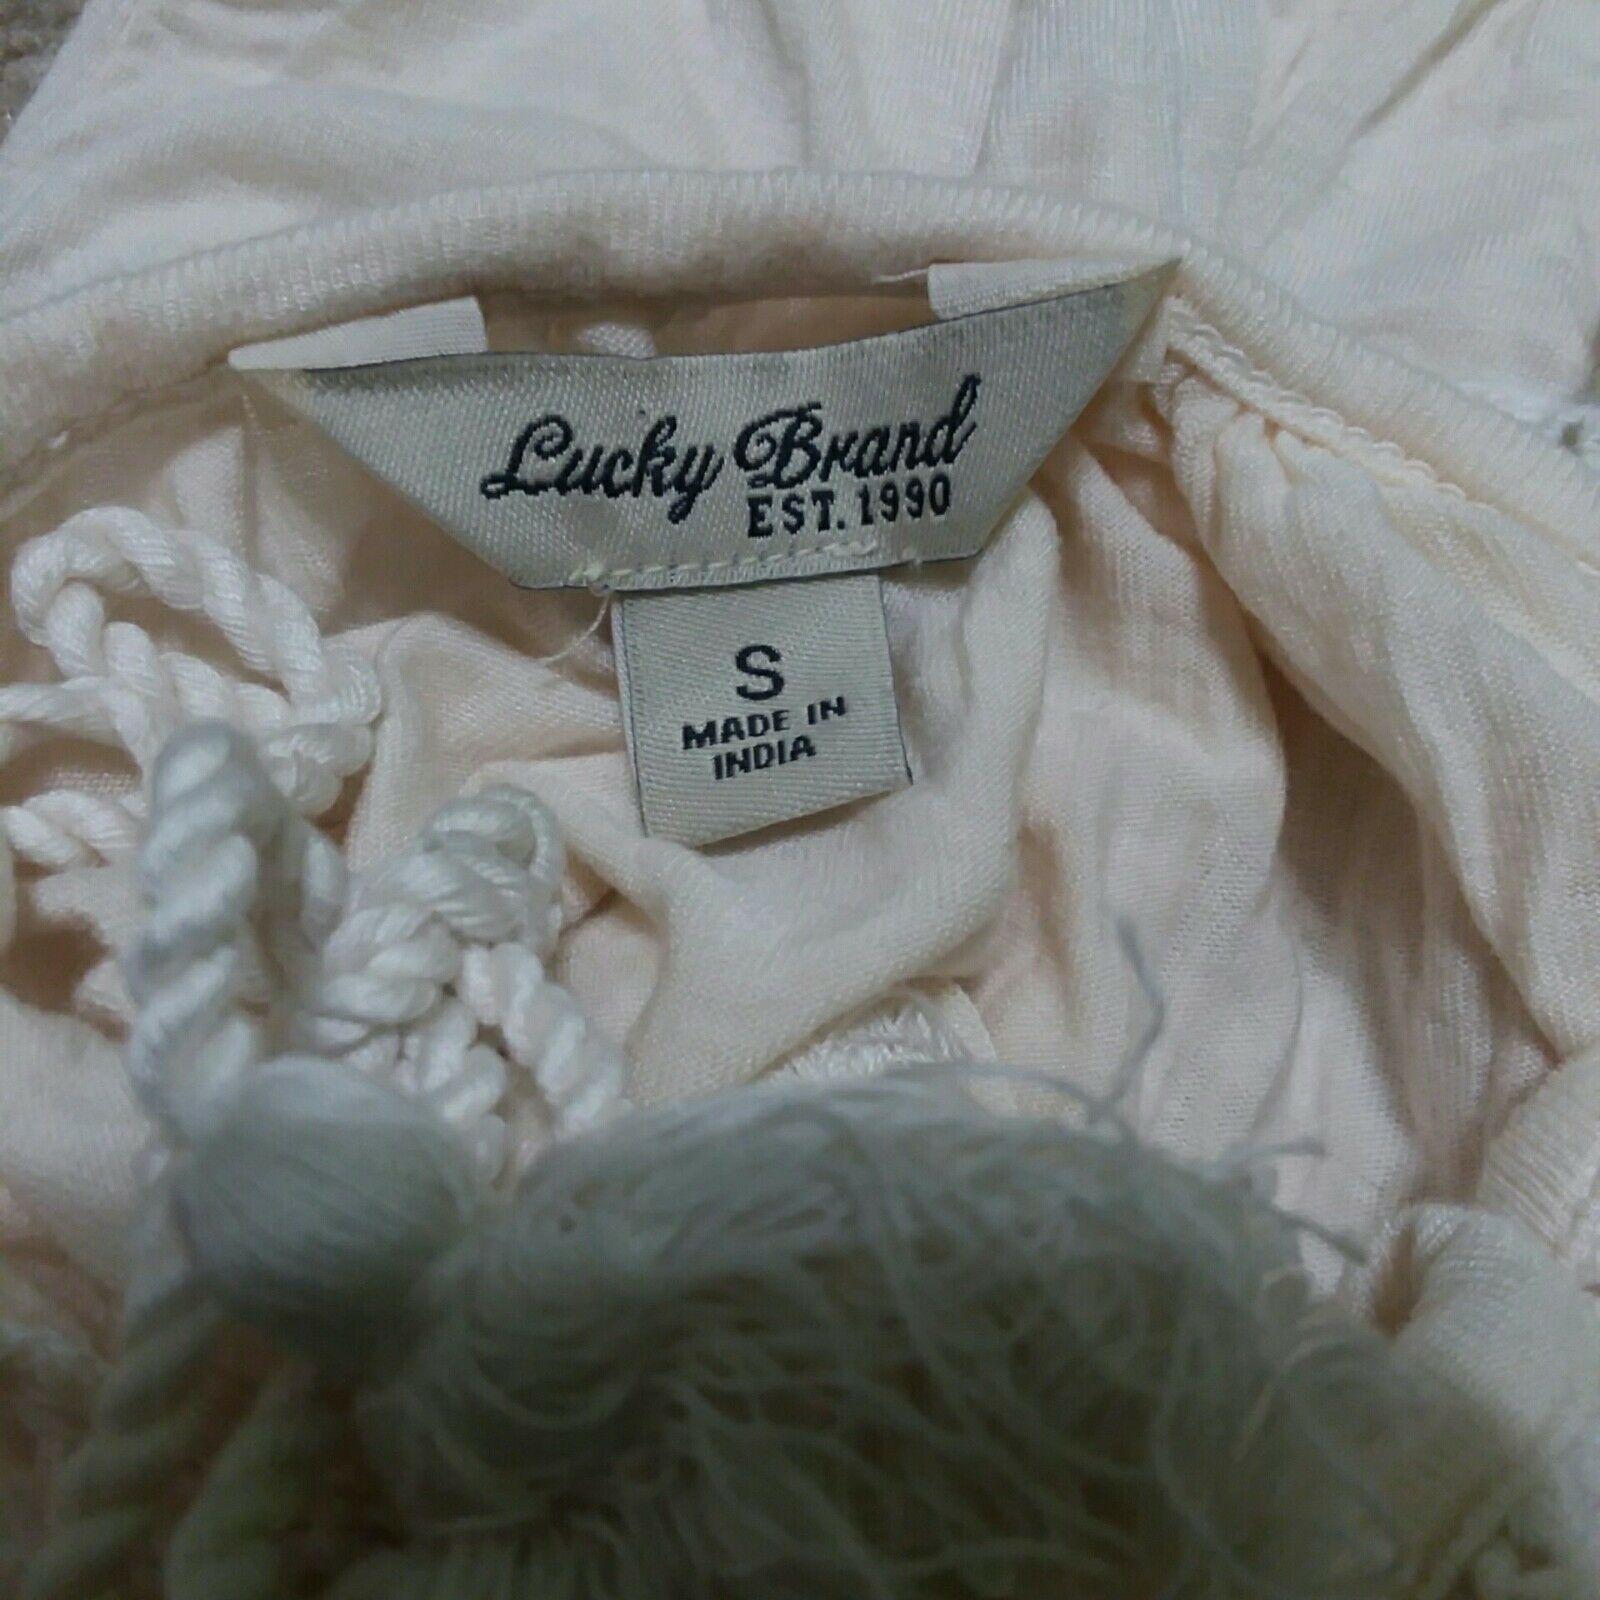 Lucky Brand
EST. 1990
S
MADE IN
INDIA